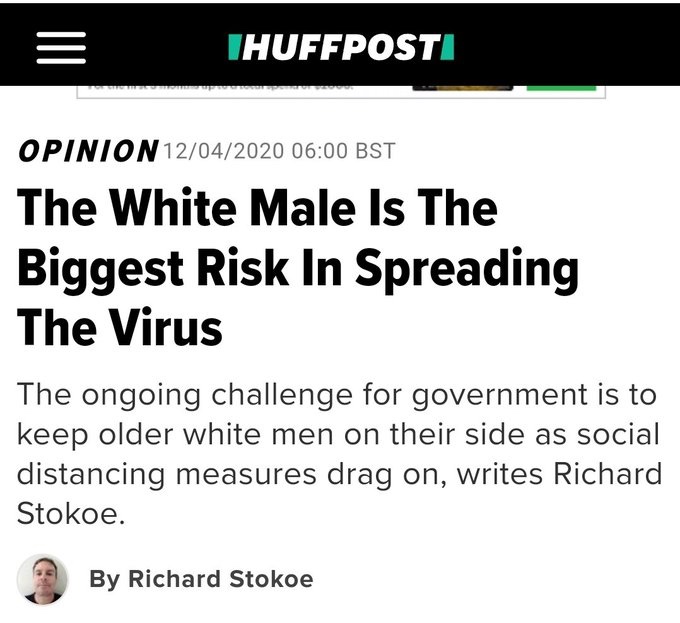 HUFFPOST
OPINION 12/04/2020 06:00 BST
The White Male Is The
Biggest Risk In Spreading
The Virus
The ongoing challenge for government is to
keep older white men on their side as social
distancing measures drag on, writes Richard
Stokoe.
By Richard Stokoe